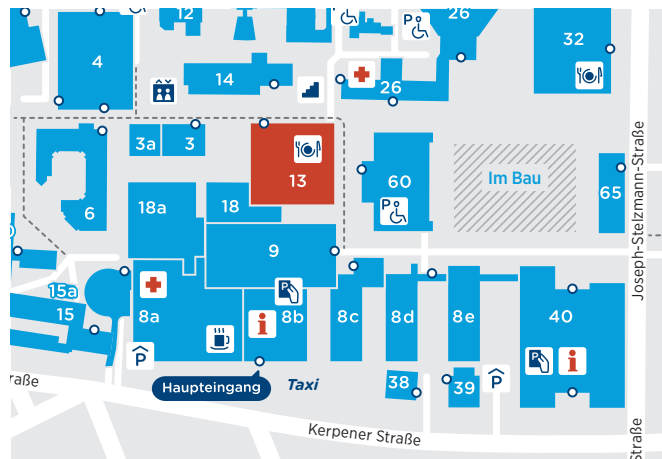 12
26
4
32
14
26
3a
3
13
60
Im Bau
65
6
18a
18
P
9
Joseph-Stelzmann-Straße
15a
15
8a
8b
8c
8d
8e
40
P
P
i
P
i
P
P
38
39
Haupteingang
Taxi
raße
Kerpener Straße
Straße